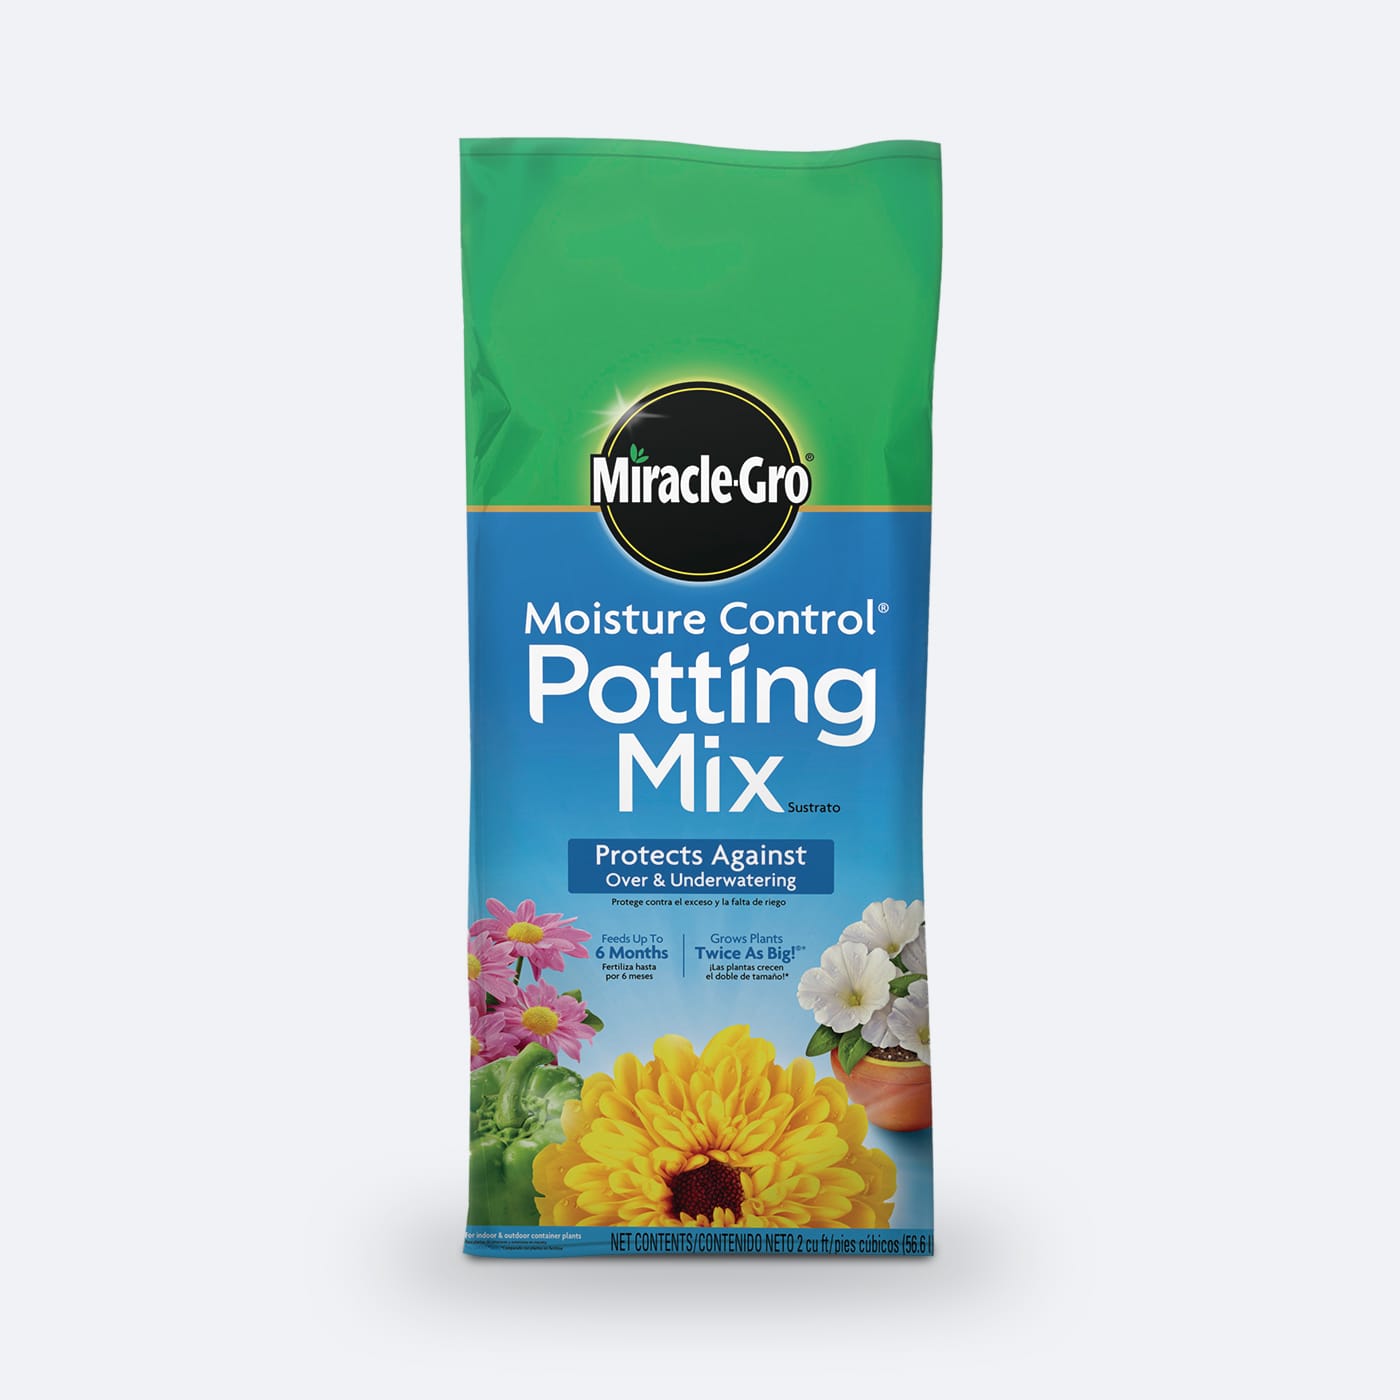 Miracle-Gro®
Moisture Control®
Potting
Mix
Sustrato
Protects Against
Over & Underwatering
Protege contra el exceso y la falta de riego
Feeds Up To
6 Months
Fertiliza hasta
por 6 meses
Grows Plants
Twice As Big!®*
¡Las plantas crecen
el doble de tamaño!*
For indoor & outdoor container plants
NET CONTENTS/CONTENIDO NETO 2 cu ft/pies cúbicos (56.6 l